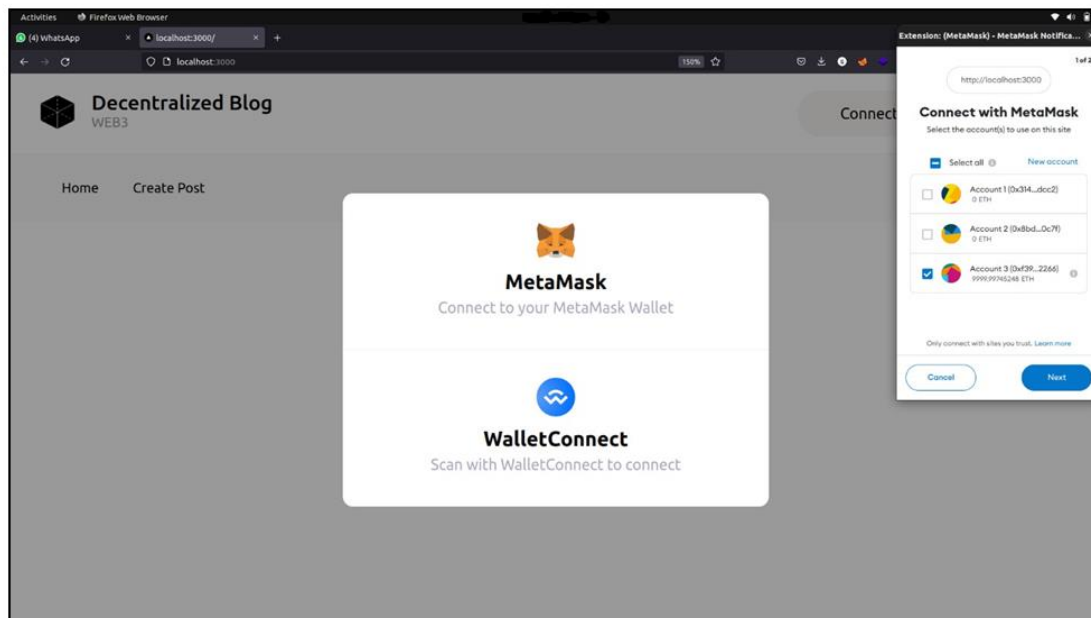 Activities
Firefox Web Browser
(4) WhatsApp
localhost:3000/
localhost:3000
150%
Decentralized Blog
WEB3
Connect
Home
Create Post
MetaMask
Connect to your MetaMask Wallet
WalletConnect
Scan with WalletConnect to connect
Extension: (MetaMask) - MetaMask Notifica...
1 of 2
http://localhost:3000
Connect with MetaMask
Select the account(s) to use on this site
Select all
New account
Account 1 (0x314...dcc2)
0 ETH
Account 2 (0x8bd...0c7f)
0 ETH
Account 3 (0xf39...2266)
9999.99745248 ETH
Only connect with sites you trust. Learn more
Cancel
Next